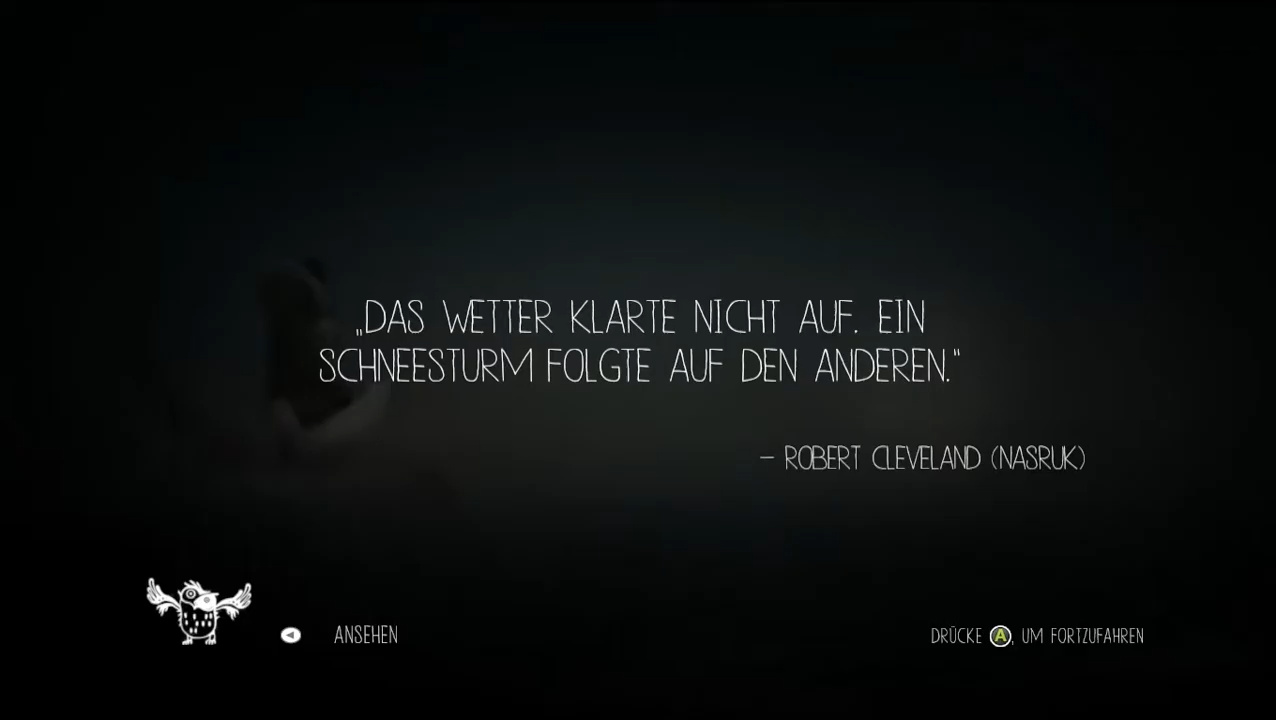 „DAS WETTER KLARTE NICHT AUF. EIN
SCHNEESTURM FOLGTE AUF DEN ANDEREN.“
– ROBERT CLEVELAND (NASRUK)
ANSEHEN
DRÜCKE A, UM FORTZUFAHREN